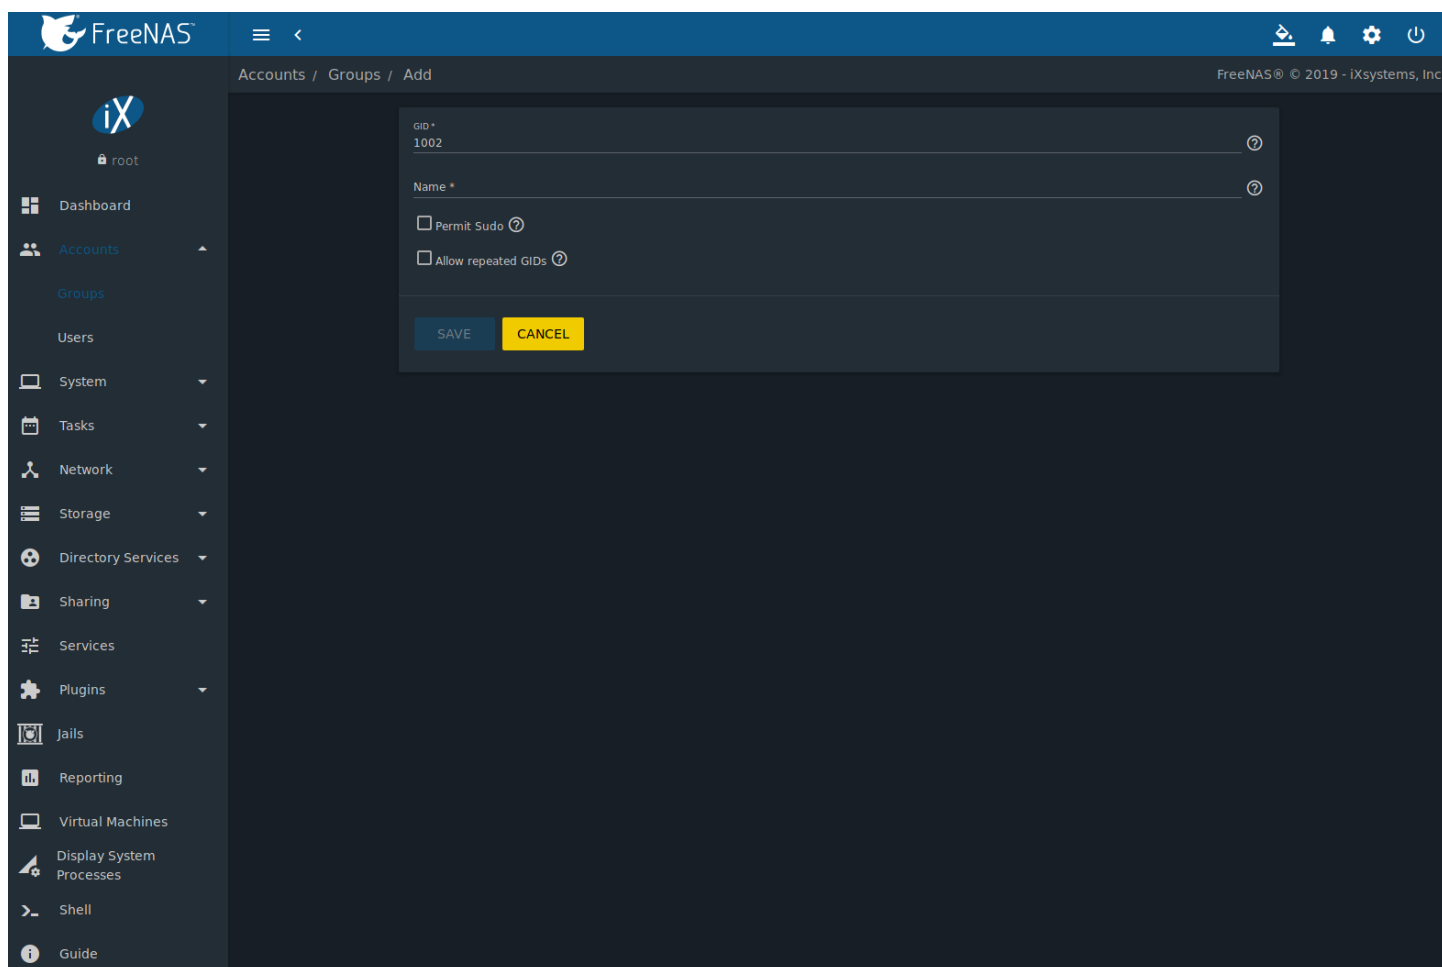 FreeNAS™
Accounts / Groups / Add
FreeNAS® © 2019 - iXsystems, Inc
iX
root
Dashboard
Accounts
Groups
Users
System
Tasks
Network
Storage
Directory Services
Sharing
Services
Plugins
Jails
Reporting
Virtual Machines
Display System
Processes
Shell
Guide
GID *
1002
Name *
Permit Sudo
Allow repeated GIDs
SAVE CANCEL